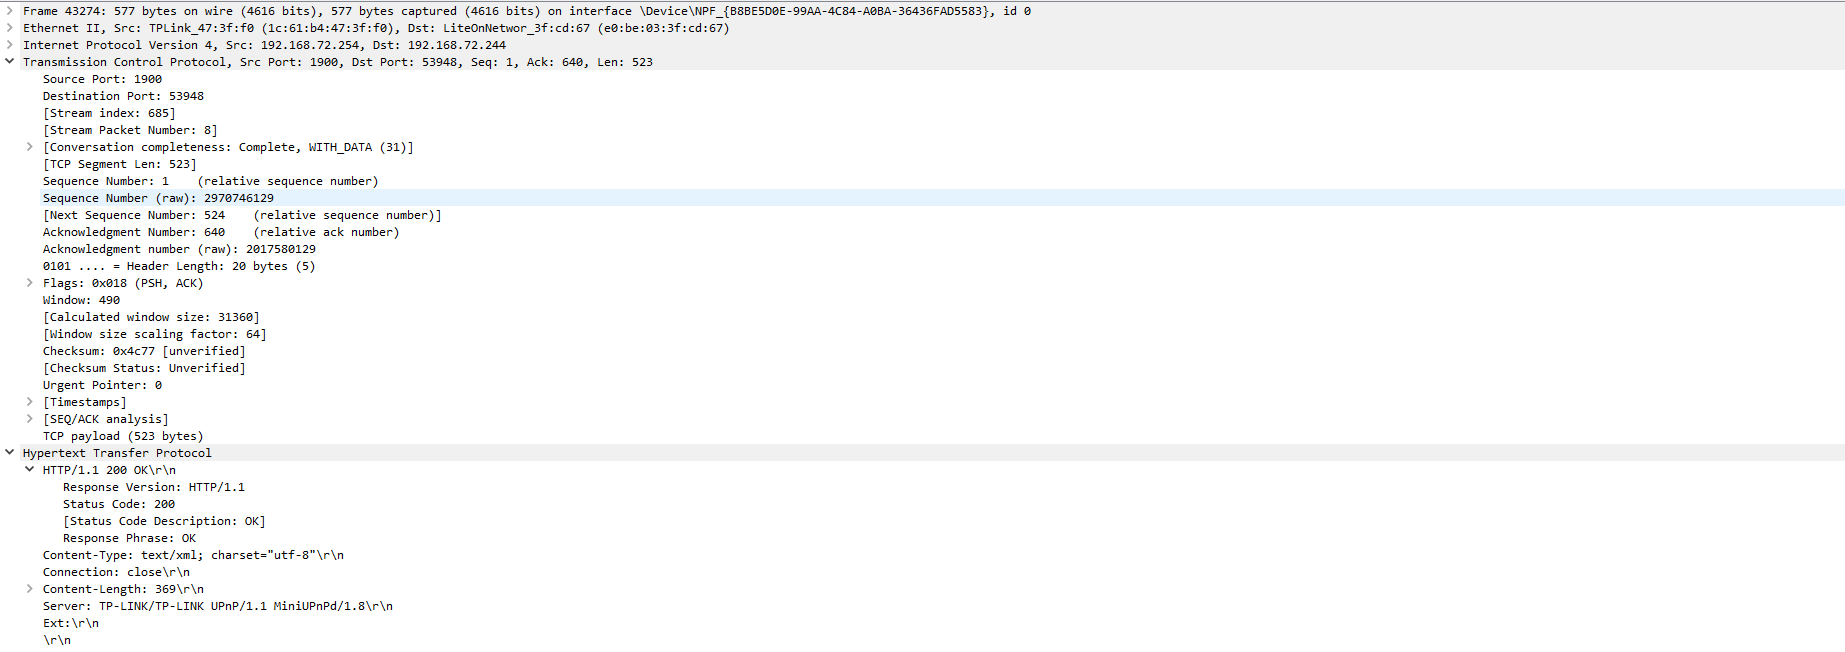 Frame 43274: 577 bytes on wire (4616 bits), 577 bytes captured (4616 bits) on interface \Device\NPF_{B8BE5D0E-99AA-4C84-A0BA-36436FAD5583}, id 0
Ethernet II, Src: TPLink_47:3f:f0 (1c:61:b4:47:3f:f0), Dst: LiteOnNetwor_3f:cd:67 (e0:be:03:3f:cd:67)
Internet Protocol Version 4, Src: 192.168.72.254, Dst: 192.168.72.244
Transmission Control Protocol, Src Port: 1900, Dst Port: 53948, Seq: 1, Ack: 640, Len: 523
Source Port: 1900
Destination Port: 53948
[Stream index: 685]
[Stream Packet Number: 8]
[Conversation completeness: Complete, WITH_DATA (31)]
[TCP Segment Len: 523]
Sequence Number: 1    (relative sequence number)
Sequence Number (raw): 2970746129
[Next Sequence Number: 524    (relative sequence number)]
Acknowledgment Number: 640    (relative ack number)
Acknowledgment number (raw): 2017580129
0101 .... = Header Length: 20 bytes (5)
Flags: 0x018 (PSH, ACK)
Window: 490
[Calculated window size: 31360]
[Window size scaling factor: 64]
Checksum: 0x4c77 [unverified]
[Checksum Status: Unverified]
Urgent Pointer: 0
[Timestamps]
[SEQ/ACK analysis]
TCP payload (523 bytes)
Hypertext Transfer Protocol
HTTP/1.1 200 OK\r\n
Response Version: HTTP/1.1
Status Code: 200
[Status Code Description: OK]
Response Phrase: OK
Content-Type: text/xml; charset="utf-8"\r\n
Connection: close\r\n
Content-Length: 369\r\n
Server: TP-LINK/TP-LINK UPnP/1.1 MiniUPnPd/1.8\r\n
Ext:\r\n
\r\n